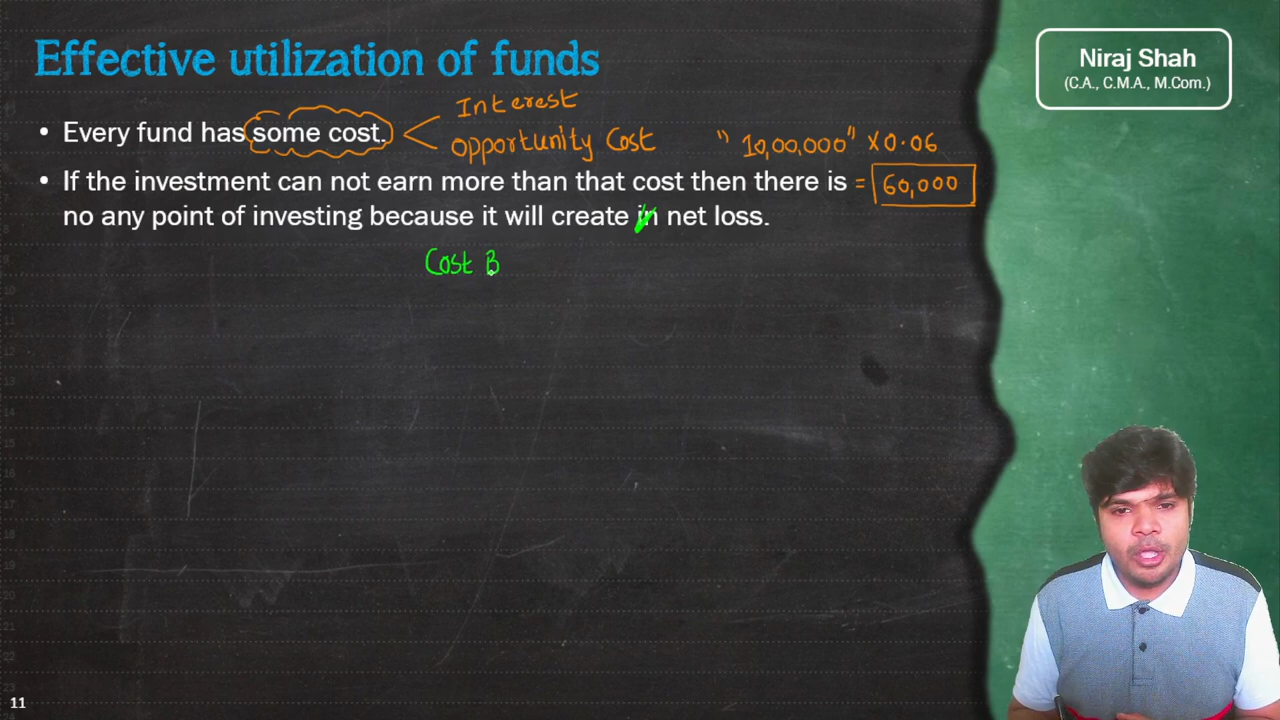 Effective utilization of funds
Niraj Shah
(C.A., C.M.A., M.Com.)
• Every fund has some cost.
Interest
opportunity Cost
"10,00,000" x0.06
= 60,000
• If the investment can not earn more than that cost then there is
no any point of investing because it will create in net loss.
Cost B
11